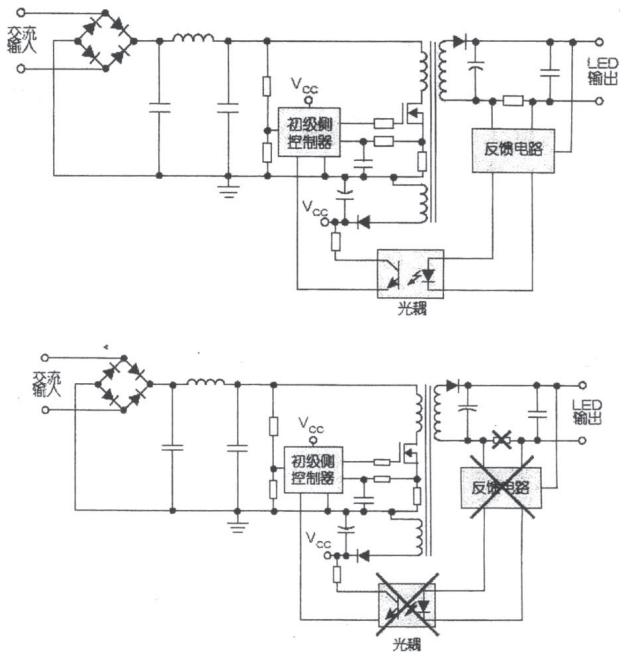 交流
输入
VCC
初级侧
控制器
VCC
LED
输出
反馈电路
光耦
交流
输入
VCC
初级侧
控制器
VCC
LED
输出
反馈电路
光耦